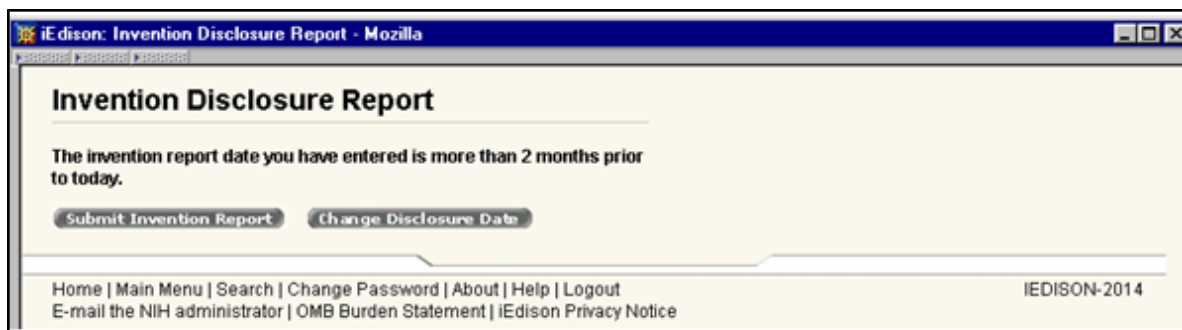 iEdison: Invention Disclosure Report - Mozilla
Invention Disclosure Report
The invention report date you have entered is more than 2 months prior
to today.
Submit Invention Report Change Disclosure Date
Home | Main Menu | Search | Change Password | About | Help | Logout IEDISON-2014
E-mail the NIH administrator | OMB Burden Statement | iEdison Privacy Notice